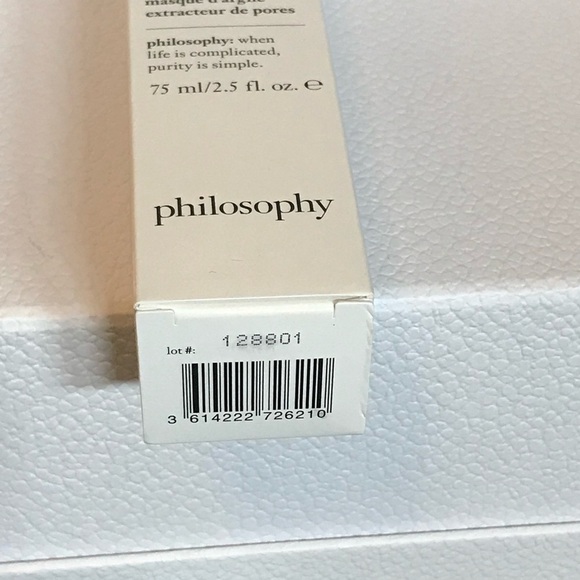 masque d'argile
extracteur de pores
philosophy: when
life is complicated,
purity is simple.
75 ml/2.5 fl. oz. ℮
philosophy
lot #: 128801
3 614222 726210